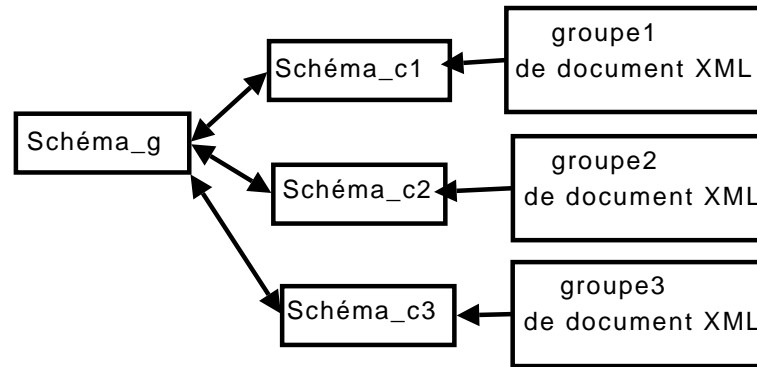 groupe1
de document XML
Schéma_c1
Schéma_g
groupe2
de document XML
Schéma_c2
groupe3
de document XML
Schéma_c3